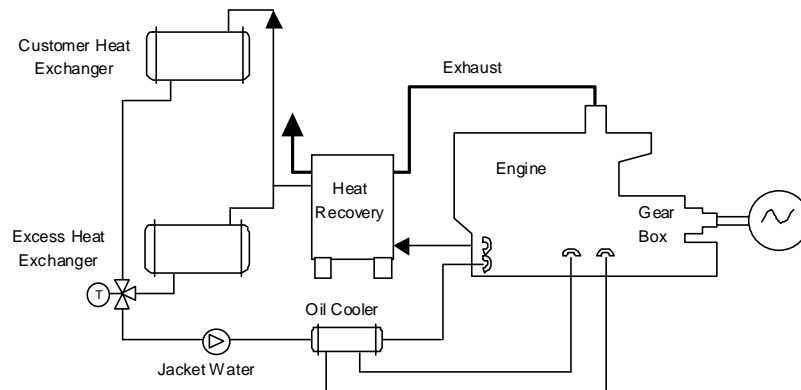 Customer Heat
Exchanger
Exhaust
Engine
Heat
Recovery
Gear
Box
Excess Heat
Exchanger
T
Oil Cooler
Jacket Water